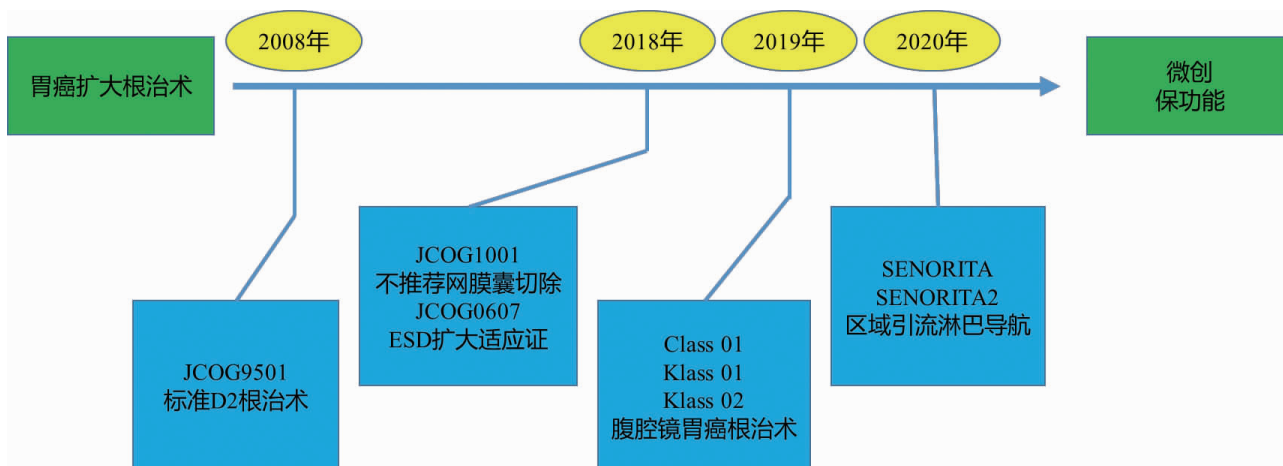 2008年
2018年
2019年
2020年
胃癌扩大根治术
微创
保功能
JCOG9501
标准D2根治术
JCOG1001
不推荐网膜囊切除
JCOG0607
ESD扩大适应证
Class 01
Klass 01
Klass 02
腹腔镜胃癌根治术
SENORITA
SENORITA2
区域引流淋巴导航